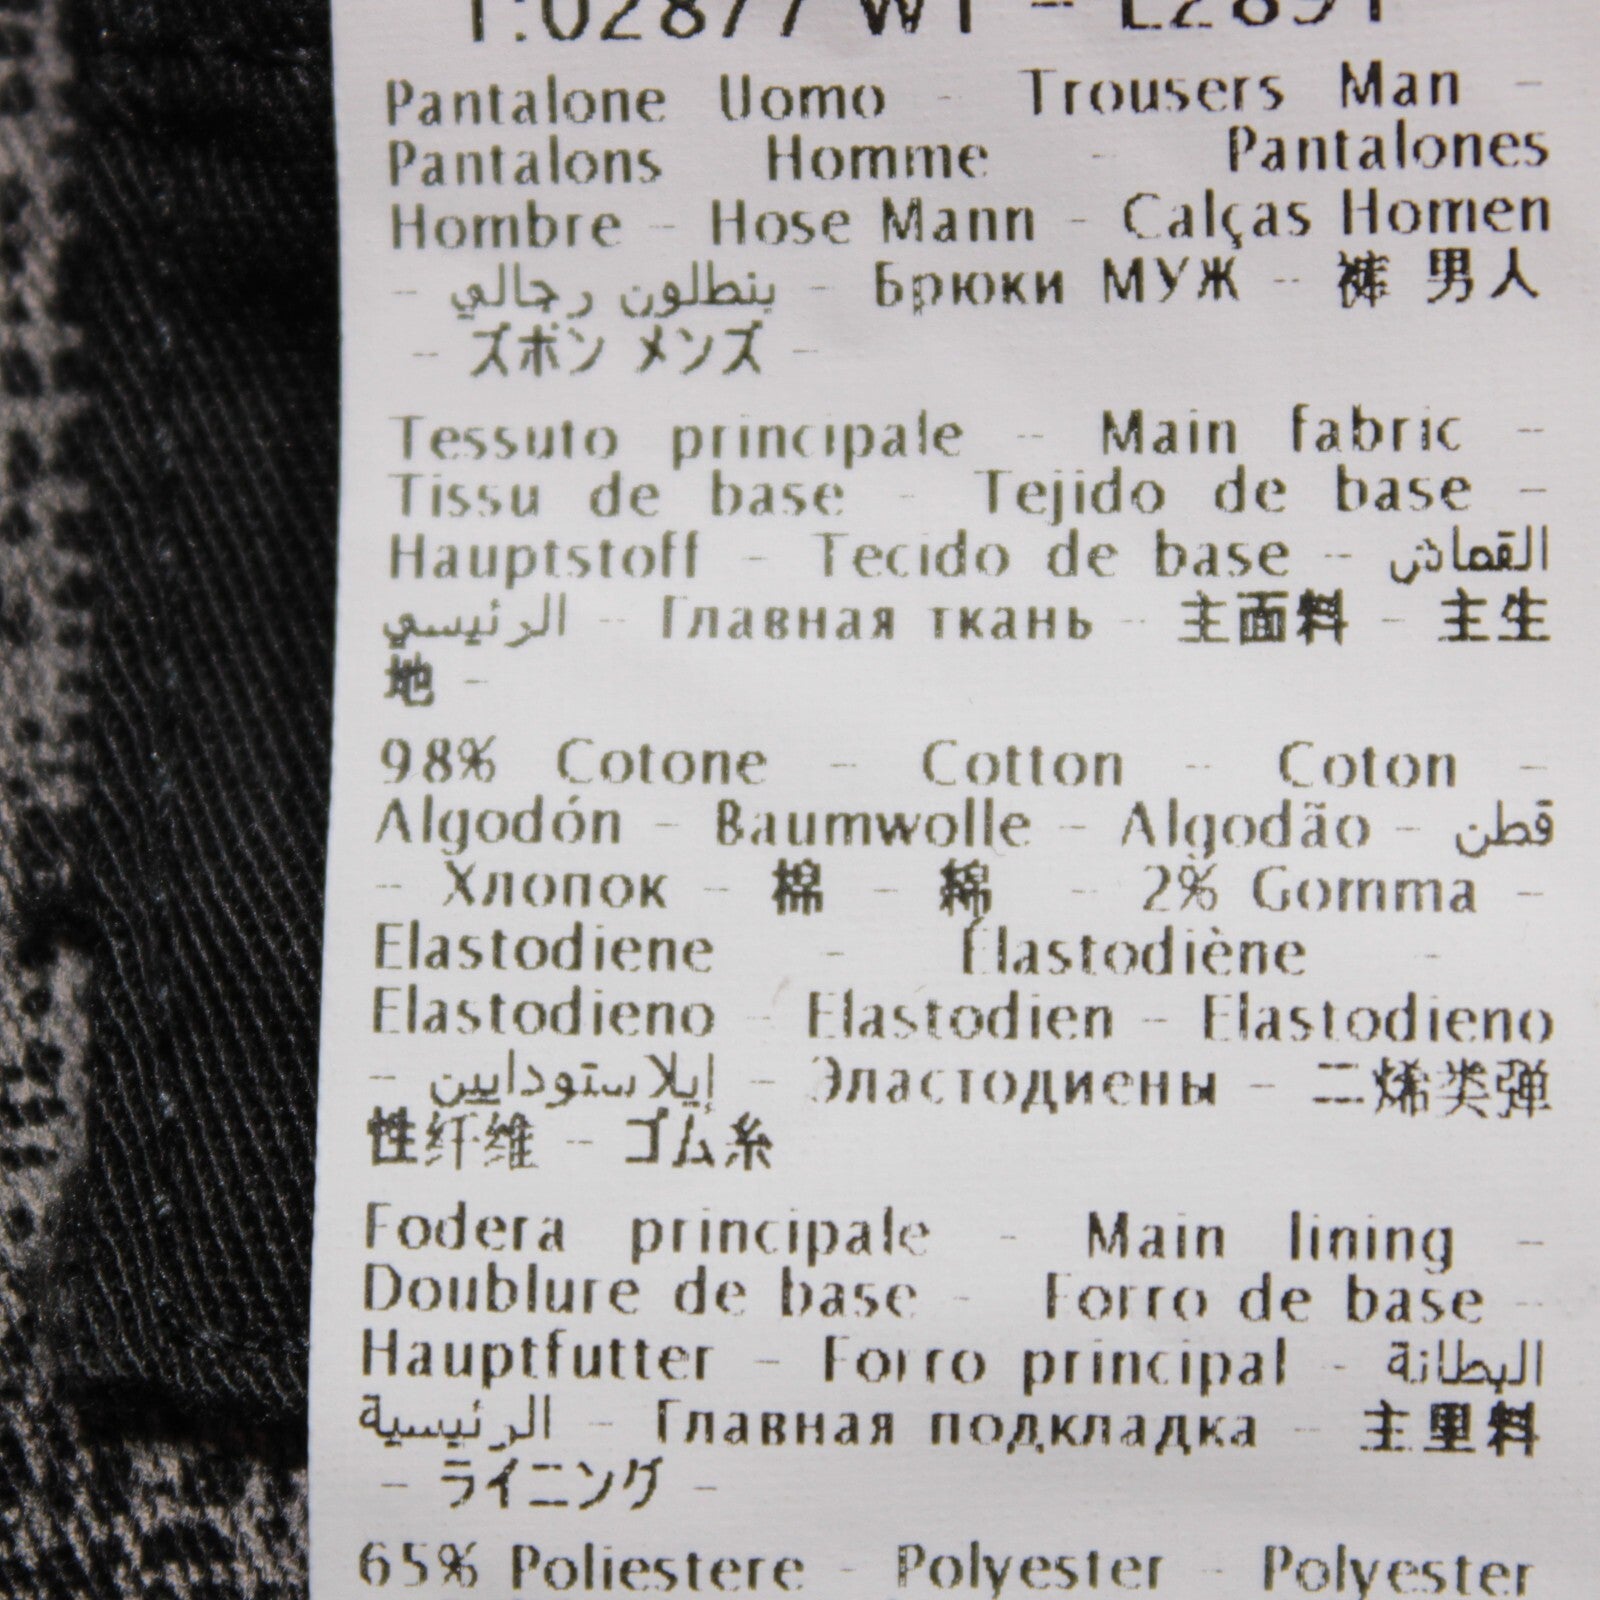 T:02877 WT - L2891
Pantalone Uomo - Trousers Man -
Pantalons Homme - Pantalones
Hombre - Hose Mann - Calças Homen
- بنطلون رجالي - Брюки МУЖ - 裤 男人
- ズボン メンズ -
Tessuto principale - Main fabric -
Tissu de base - Tejido de base -
Hauptstoff - Tecido de base - القماش
الرئيسي - Главная ткань - 主面料 - 主生
地 -
98% Cotone - Cotton - Coton -
Algodón - Baumwolle - Algodão - قطن
- Хлопок - 棉 - 綿 - 2% Gomma -
Elastodiene - Élastodiène -
Elastodieno - Elastodien - Elastodieno
- إيلاستودايين - Эластодиены - 二烯类弹
性纤维 - ゴム糸
Fodera principale - Main lining -
Doublure de base - Forro de base -
Hauptfutter - Forro principal - البطانة
الرئيسية - Главная подкладка - 主里料
- ライニング -
65% Poliestere - Polyester - Polyester